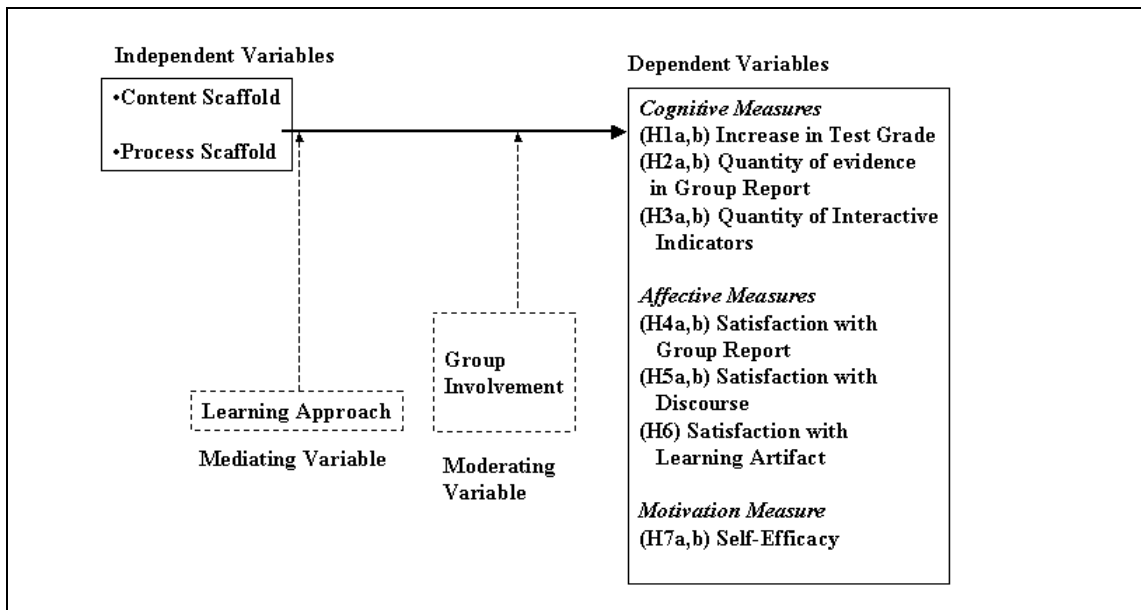 Independent Variables
•Content Scaffold
•Process Scaffold
Learning Approach
Mediating Variable
Group
Involvement
Moderating
Variable
Dependent Variables
Cognitive Measures
(H1a,b) Increase in Test Grade
(H2a,b) Quantity of evidence
in Group Report
(H3a,b) Quantity of Interactive
Indicators
Affective Measures
(H4a,b) Satisfaction with
Group Report
(H5a,b) Satisfaction with
Discourse
(H6) Satisfaction with
Learning Artifact
Motivation Measure
(H7a,b) Self-Efficacy